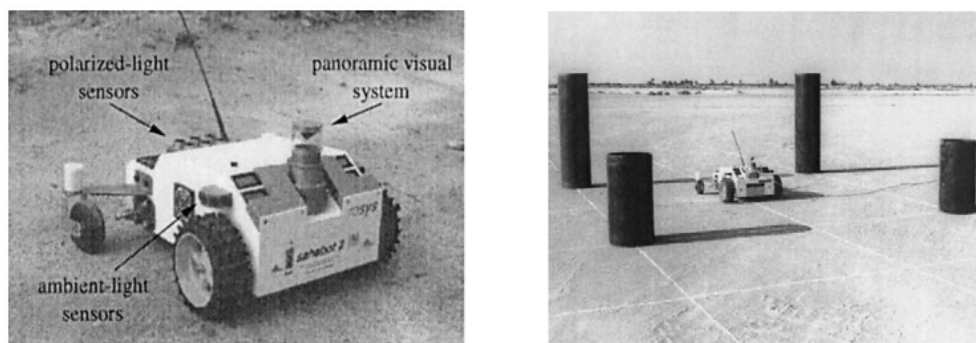 polarized-light
sensors
panoramic visual
system
ambient-light
sensors
sahabot 2